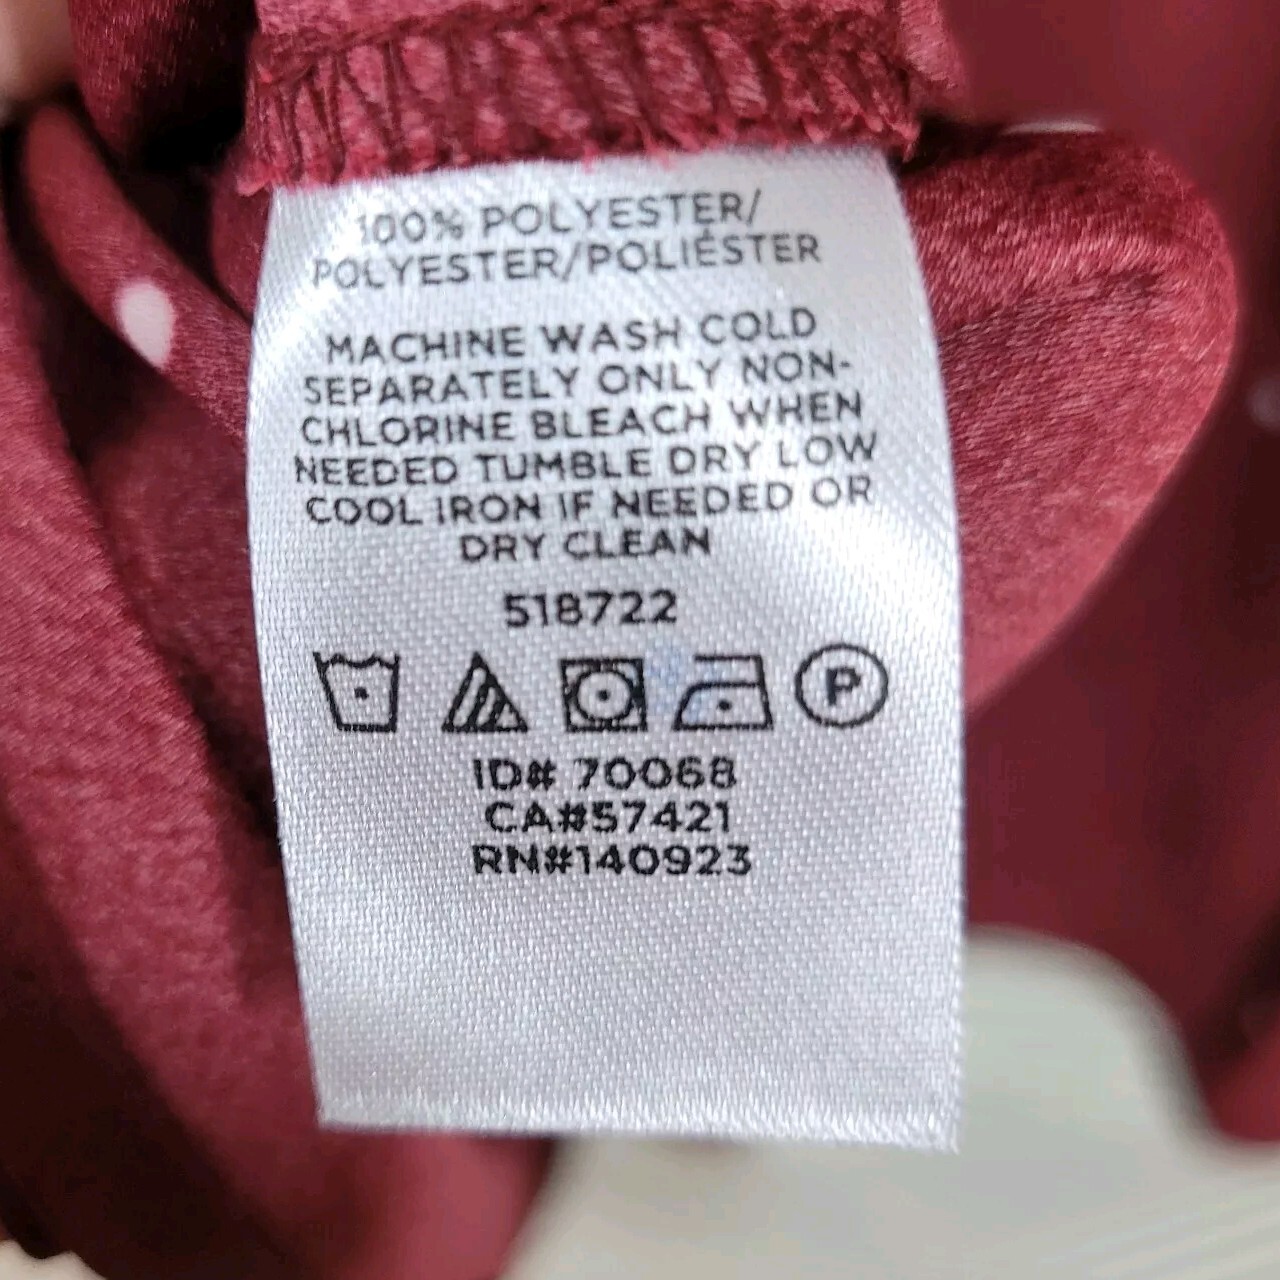 100% POLYESTER/
POLYESTER/POLIÉSTER
MACHINE WASH COLD
SEPARATELY ONLY NON-
CHLORINE BLEACH WHEN
NEEDED TUMBLE DRY LOW
COOL IRON IF NEEDED OR
DRY CLEAN
518722
P
ID# 70068
CA#57421
RN#140923